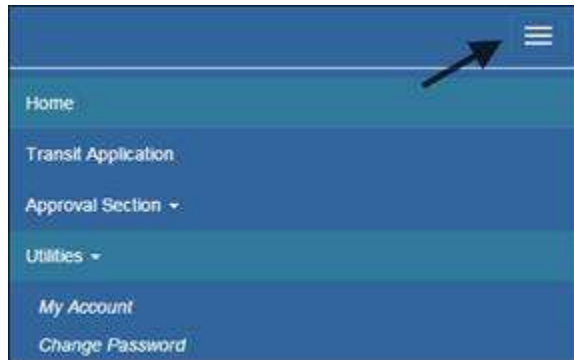 Home
Transit Application
Approval Section
Utilities
My Account
Change Password